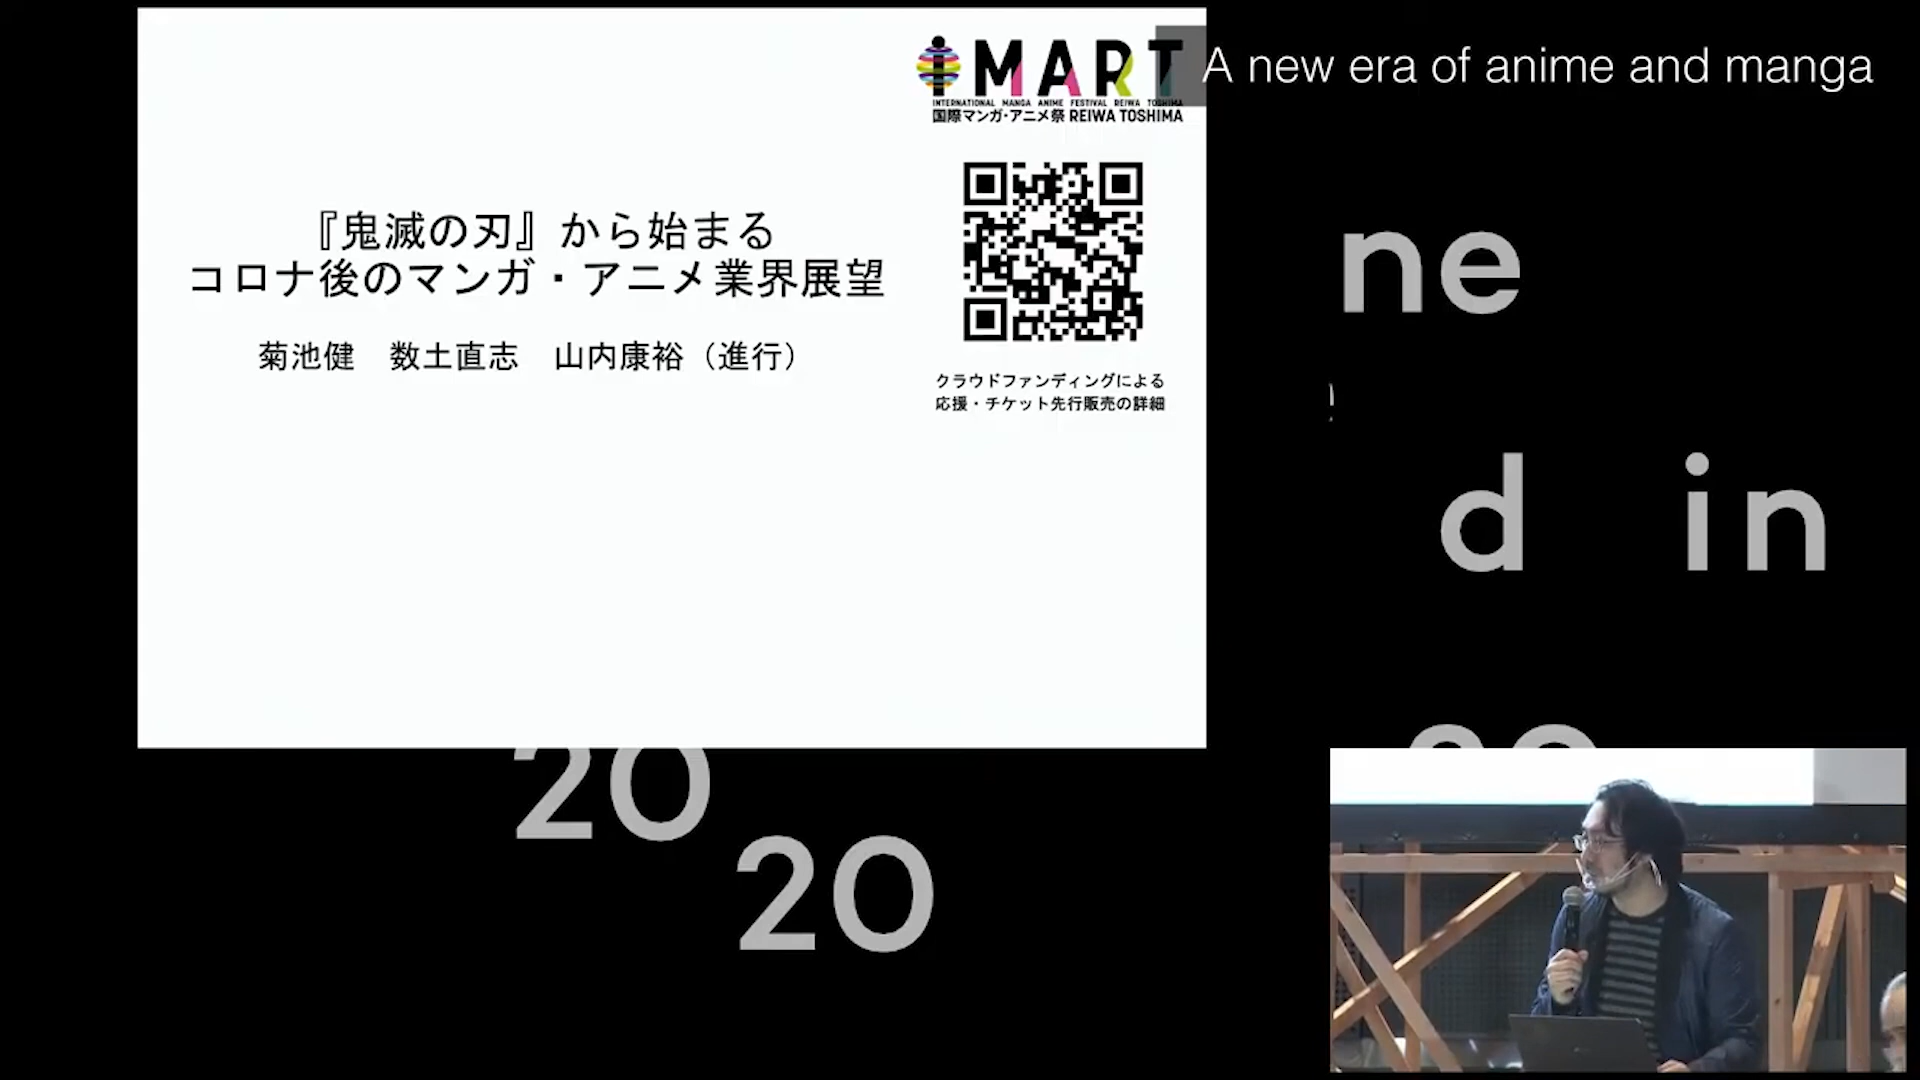 iMART
INTERNATIONAL MANGA ANIME FESTIVAL REIWA TOSHIMA
国際マンガ・アニメ祭 REIWA TOSHIMA
A new era of anime and manga
『鬼滅の刃』から始まる
コロナ後のマンガ・アニメ業界展望
菊池健 数土直志 山内康裕（進行）
クラウドファンディングによる
応援・チケット先行販売の詳細
ne
d in
20
20